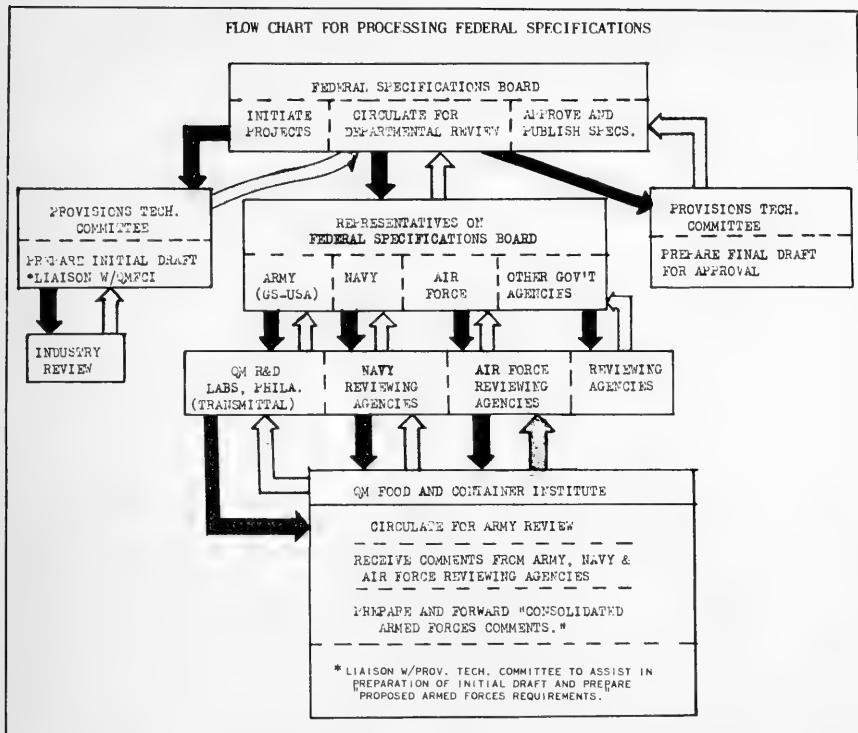 FLOW CHART FOR PROCESSING FEDERAL SPECIFICATIONS
FEDERAL SPECIFICATIONS BOARD
INITIATE
PROJECTS
CIRCULATE FOR
DEPARTMENTAL REVIEW
APPROVE AND
PUBLISH SPECS.
PROVISIONS TECH.
COMMITTEE
PREPARE INITIAL DRAFT
*LIAISON W/QMFCI
INDUSTRY
REVIEW
REPRESENTATIVES ON
FEDERAL SPECIFICATIONS BOARD
ARMY
(GS-USA)
NAVY
AIR
FORCE
OTHER GOV'T
AGENCIES
PROVISIONS TECH.
COMMITTEE
PREPARE FINAL DRAFT
FOR APPROVAL
QM R&D
LABS, PHILA.
(TRANSMITTAL)
NAVY
REVIEWING
AGENCIES
AIR FORCE
REVIEWING
AGENCIES
REVIEWING
AGENCIES
QM FOOD AND CONTAINER INSTITUTE
CIRCULATE FOR ARMY REVIEW
RECEIVE COMMENTS FROM ARMY, NAVY &
AIR FORCE REVIEWING AGENCIES
PREPARE AND FORWARD "CONSOLIDATED
ARMED FORCES COMMENTS."
* LIAISON W/PROV. TECH. COMMITTEE TO ASSIST IN
PREPARATION OF INITIAL DRAFT AND PREPARE
"PROPOSED ARMED FORCES REQUIREMENTS."